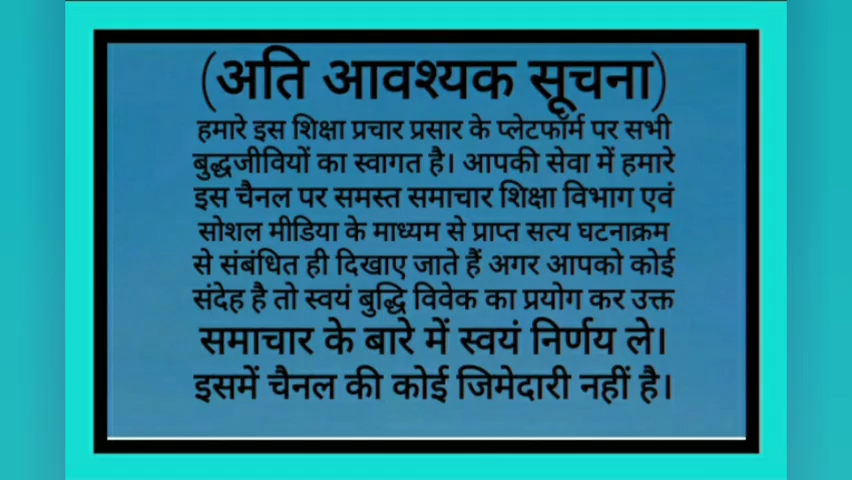 (अति आवश्यक सूचना)
हमारे इस शिक्षा प्रचार प्रसार के प्लेटफॉर्म पर सभी
बुद्धजीवियों का स्वागत है। आपकी सेवा में हमारे
इस चैनल पर समस्त समाचार शिक्षा विभाग एवं
सोशल मीडिया के माध्यम से प्राप्त सत्य घटनाक्रम
से संबंधित ही दिखाए जाते हैं अगर आपको कोई
संदेह है तो स्वयं बुद्धि विवेक का प्रयोग कर उक्त
समाचार के बारे में स्वयं निर्णय ले।
इसमें चैनल की कोई जिमेदारी नहीं है।